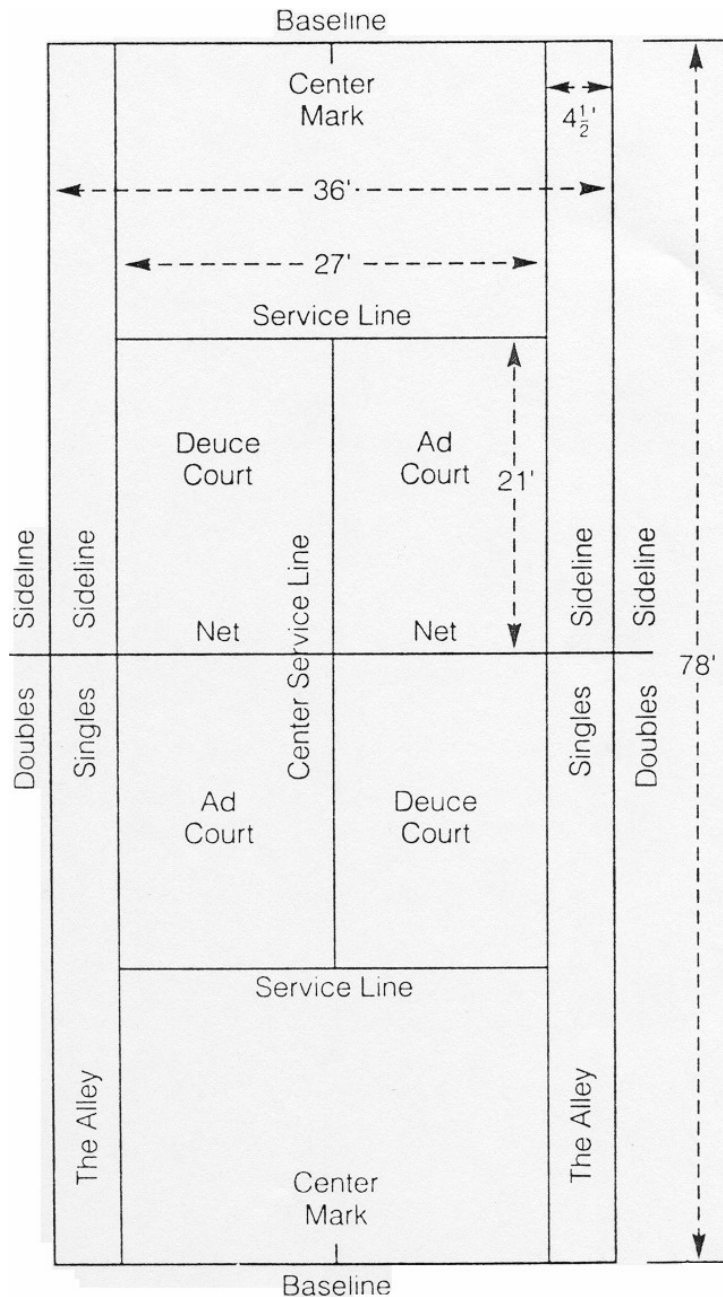 Baseline
Center
Mark
4½'
36'
27'
Service Line
Deuce
Court
Ad
Court
21'
Doubles Sideline
Singles Sideline
Net
Center Service Line
Net
Singles Sideline
Doubles Sideline
78'
Ad
Court
Deuce
Court
Service Line
The Alley
The Alley
Center
Mark
Baseline